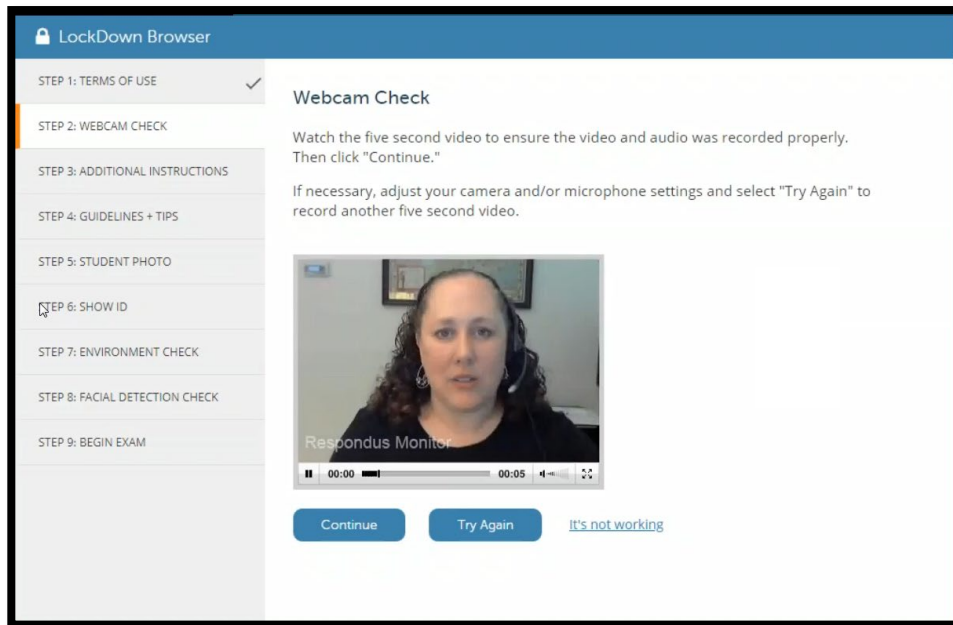 LockDown Browser
STEP 1: TERMS OF USE
STEP 2: WEBCAM CHECK
STEP 3: ADDITIONAL INSTRUCTIONS
STEP 4: GUIDELINES + TIPS
STEP 5: STUDENT PHOTO
STEP 6: SHOW ID
STEP 7: ENVIRONMENT CHECK
STEP 8: FACIAL DETECTION CHECK
STEP 9: BEGIN EXAM
Webcam Check
Watch the five second video to ensure the video and audio was recorded properly.
Then click "Continue."
If necessary, adjust your camera and/or microphone settings and select "Try Again" to
record another five second video.
Respondus Monitor
00:00 00:05
Continue Try Again It's not working